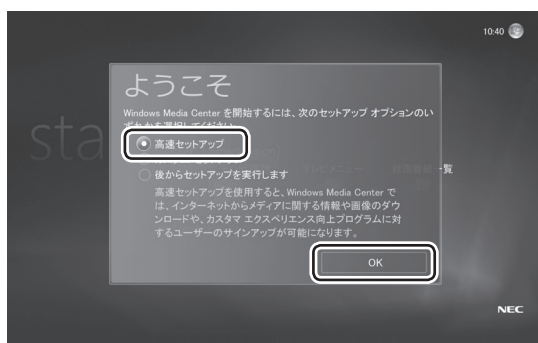 10:40
ようこそ
Windows Media Center を開始するには、次のセットアップ オプションのい
高速セットアップ
後からセットアップを実行します
一覧
高速セットアップを使用すると、Windows Media Center で
は、インターネットからメディアに関する情報や画像のダウ
ンロードや、カスタマ エクスペリエンス向上プログラムに対
するユーザーのサインアップが可能になります。
OK
NEC